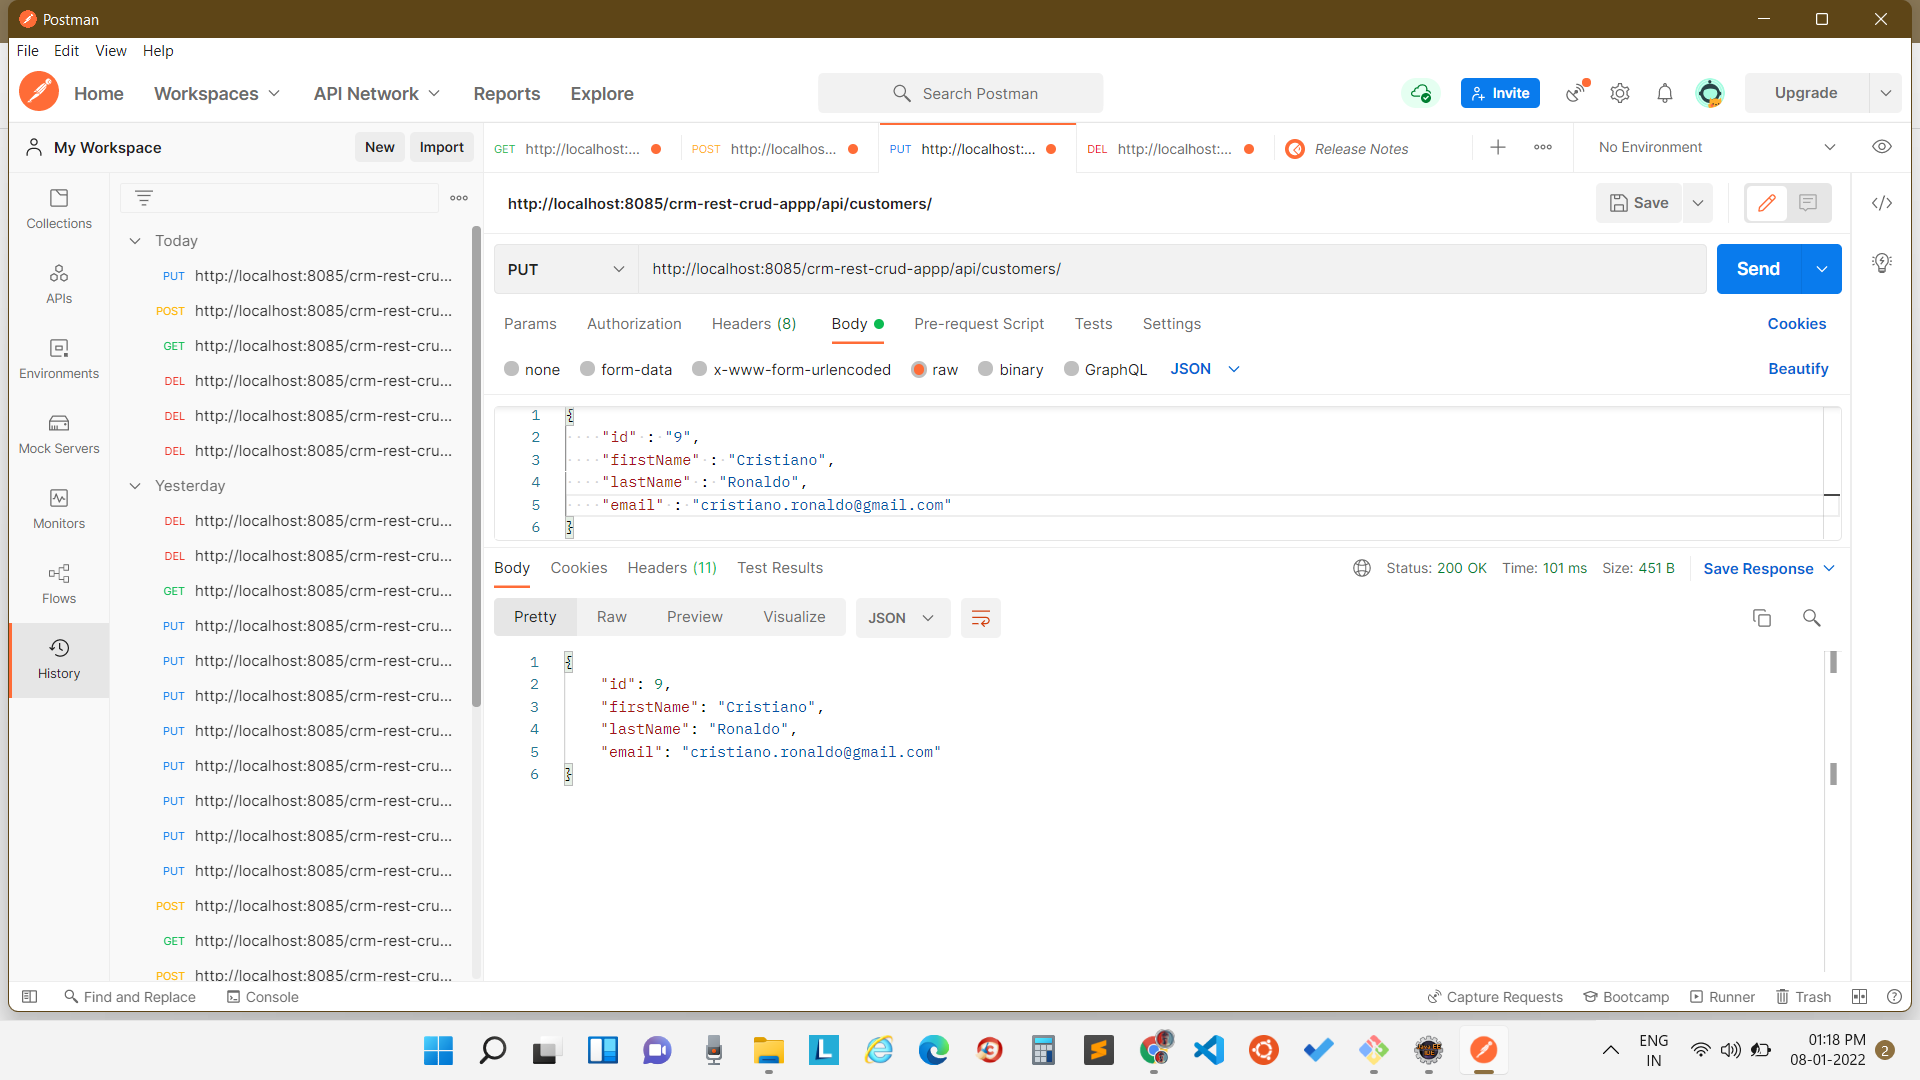 Postman
File Edit View Help
Home Workspaces API Network Reports Explore Search Postman Invite Upgrade
My Workspace New Import GET http://localhost:... POST http://localhos... PUT http://localhost:... DEL http://localhost:... Release Notes No Environment
http://localhost:8085/crm-rest-crud-appp/api/customers/ Save
PUT http://localhost:8085/crm-rest-crud-appp/api/customers/ Send
Params Authorization Headers (8) Body Pre-request Script Tests Settings Cookies
none form-data x-www-form-urlencoded raw binary GraphQL JSON Beautify
1 {
2 "id" : "9",
3 "firstName" : "Cristiano",
4 "lastName" : "Ronaldo",
5 "email" : "cristiano.ronaldo@gmail.com"
6 }
Body Cookies Headers (11) Test Results Status: 200 OK Time: 101 ms Size: 451 B Save Response
Pretty Raw Preview Visualize JSON
1 {
2 "id": 9,
3 "firstName": "Cristiano",
4 "lastName": "Ronaldo",
5 "email": "cristiano.ronaldo@gmail.com"
6 }
Collections
APIs
Environments
Mock Servers
Monitors
Flows
History
Today
PUT http://localhost:8085/crm-rest-cru...
POST http://localhost:8085/crm-rest-cru...
GET http://localhost:8085/crm-rest-cru...
DEL http://localhost:8085/crm-rest-cru...
DEL http://localhost:8085/crm-rest-cru...
DEL http://localhost:8085/crm-rest-cru...
Yesterday
DEL http://localhost:8085/crm-rest-cru...
DEL http://localhost:8085/crm-rest-cru...
GET http://localhost:8085/crm-rest-cru...
PUT http://localhost:8085/crm-rest-cru...
PUT http://localhost:8085/crm-rest-cru...
PUT http://localhost:8085/crm-rest-cru...
PUT http://localhost:8085/crm-rest-cru...
PUT http://localhost:8085/crm-rest-cru...
PUT http://localhost:8085/crm-rest-cru...
PUT http://localhost:8085/crm-rest-cru...
PUT http://localhost:8085/crm-rest-cru...
POST http://localhost:8085/crm-rest-cru...
GET http://localhost:8085/crm-rest-cru...
POST http://localhost:8085/crm-rest-cru...
Find and Replace Console Capture Requests Bootcamp Runner Trash
L
ENG 01:18 PM
IN 08-01-2022 2